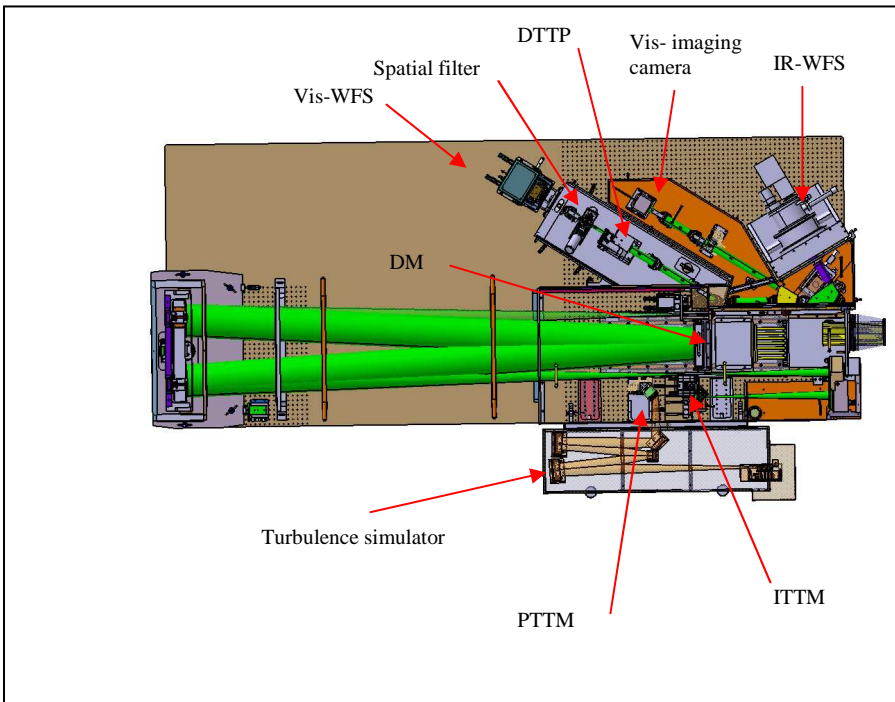 DTTP
Vis- imaging
camera
IR-WFS
Spatial filter
Vis-WFS
DM
Turbulence simulator
PTTM
ITTM